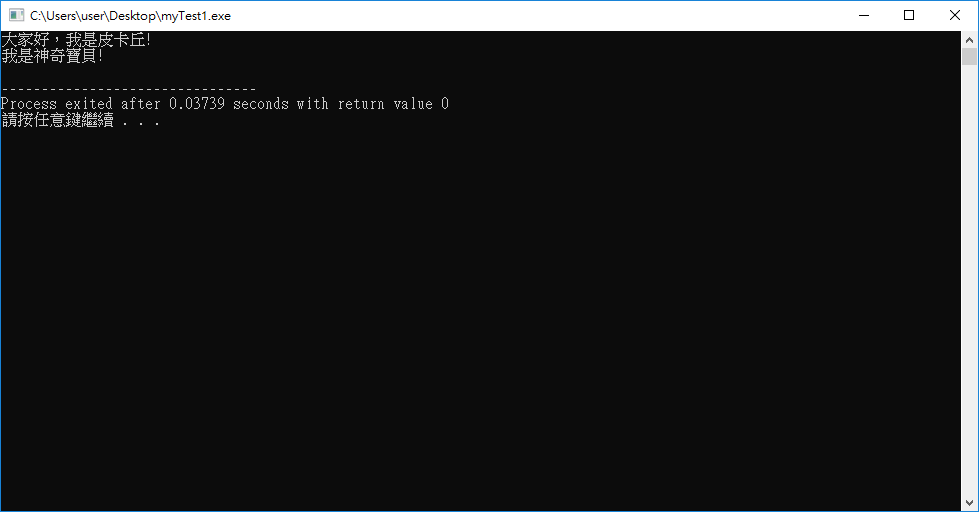 C:\Users\user\Desktop\myTest1.exe
大家好，我是皮卡丘!
我是神奇寶貝!
--------------------------------
Process exited after 0.03739 seconds with return value 0
請按任意鍵繼續 . . .